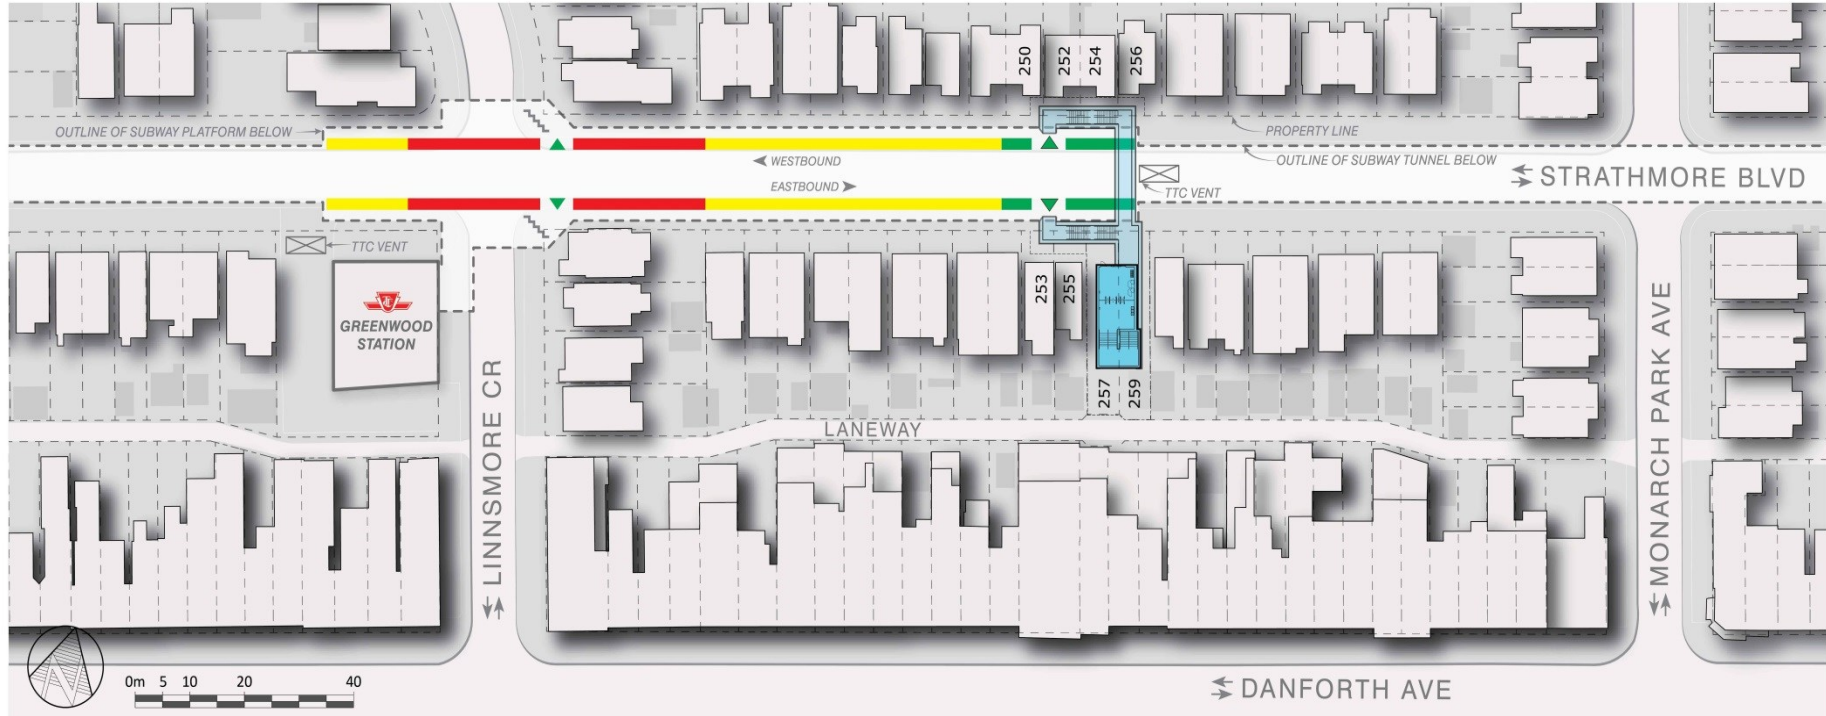 250
252
254
256
OUTLINE OF SUBWAY PLATFORM BELOW
PROPERTY LINE
WESTBOUND
OUTLINE OF SUBWAY TUNNEL BELOW
EASTBOUND
STRATHMORE BLVD
TTC VENT
TTC VENT
253
255
GREENWOOD
STATION
257
259
LINNSMORE CR
MONARCH PARK AVE
LANEWAY
0m 5 10 20 40
DANFORTH AVE